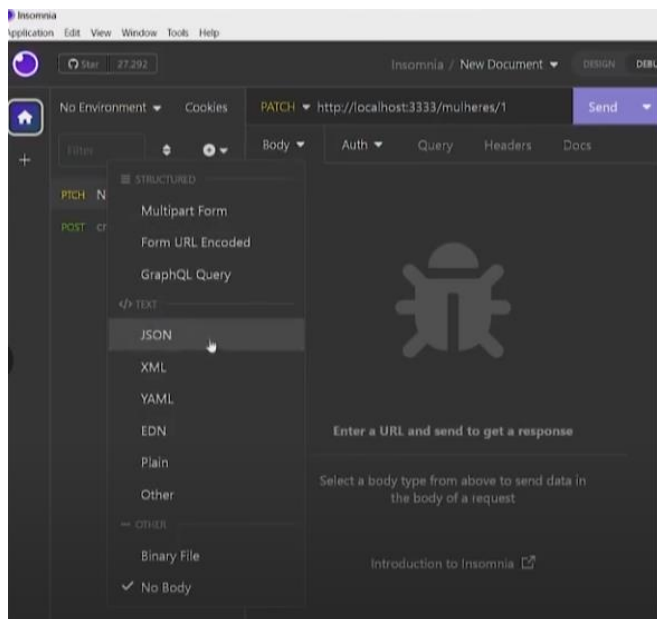 Insomnia
Application Edit View Window Tools Help
Star 27.292
Insomnia / New Document
DESIGN DEBU
No Environment Cookies
PATCH http://localhost:3333/mulheres/1 Send
Filter
Body Auth Query Headers Docs
STRUCTURED
PTCH N
Multipart Form
POST cr
Form URL Encoded
GraphQL Query
</> TEXT
JSON
XML
YAML
EDN
Enter a URL and send to get a response
Plain
Select a body type from above to send data in
the body of a request
Other
OTHER
Binary File
Introduction to Insomnia
No Body